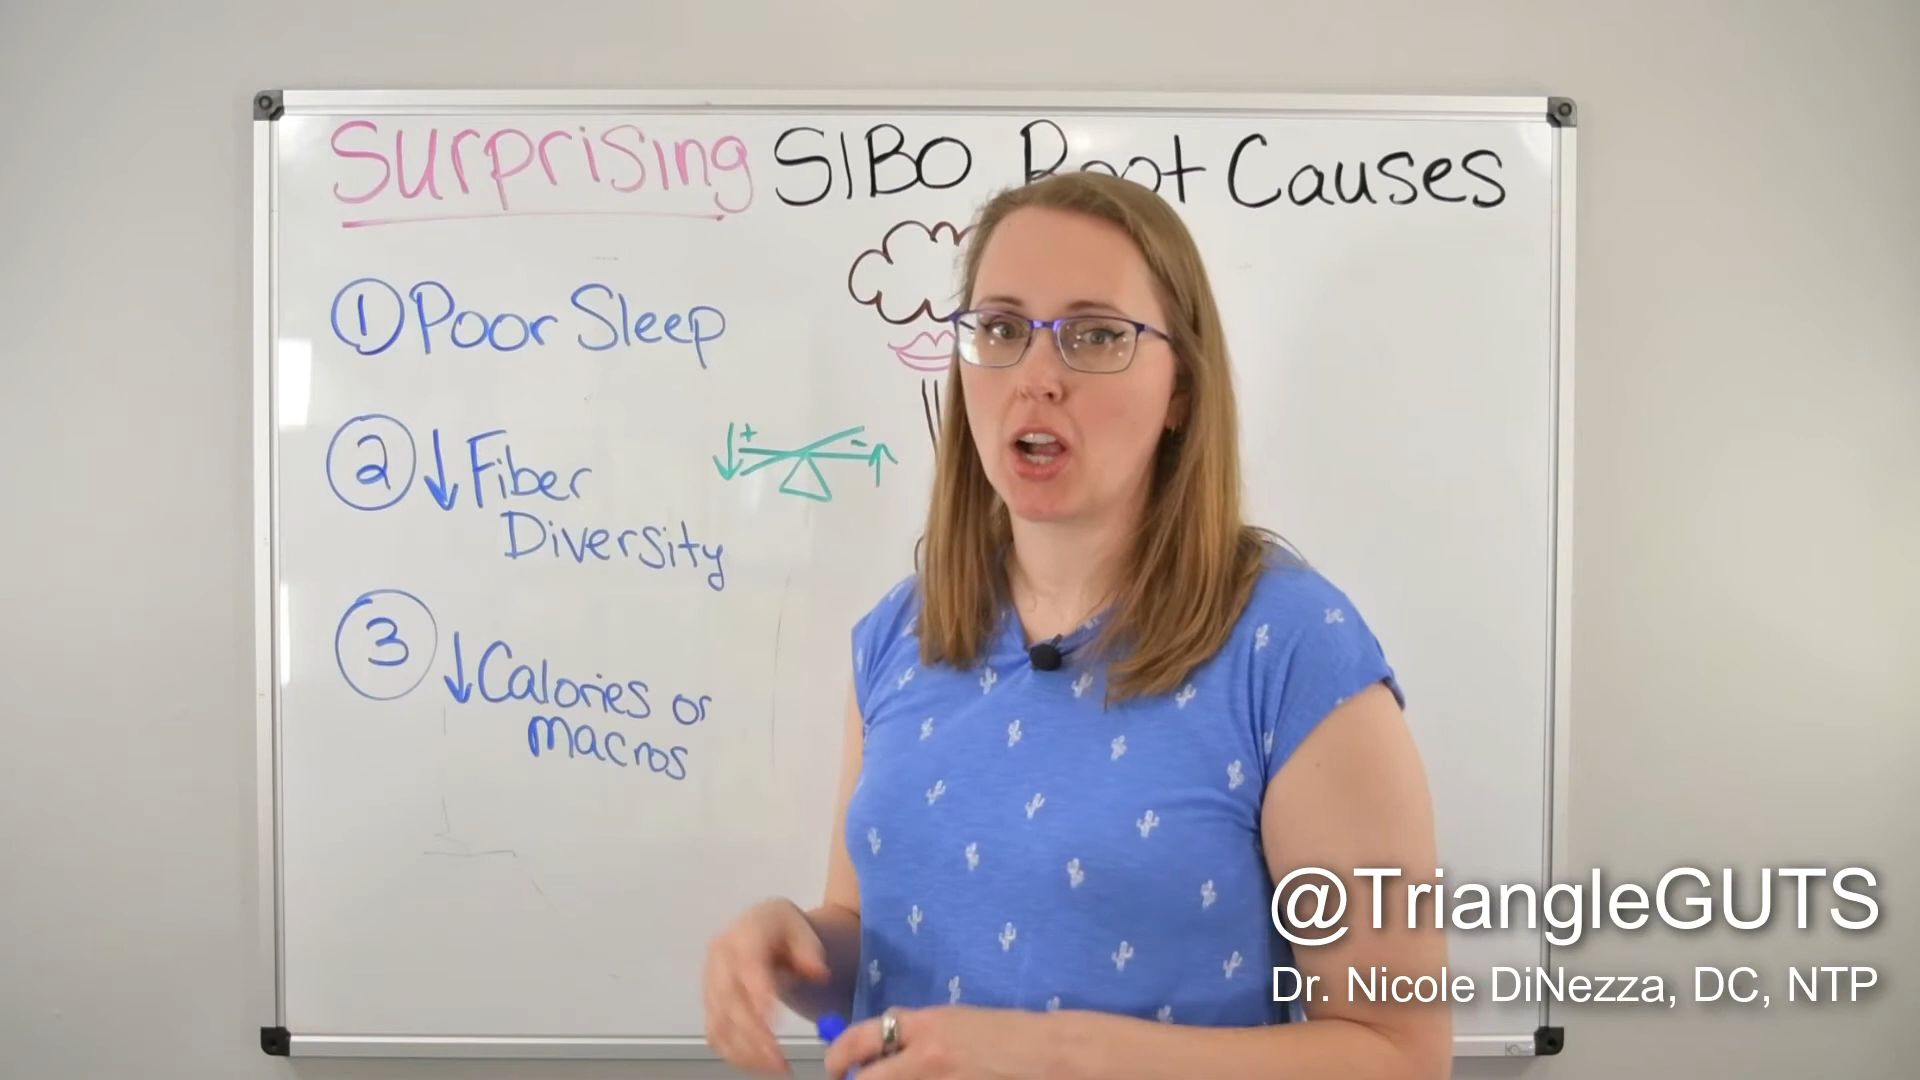 Surprising SIBO Root Causes
① Poor Sleep
② ↓ Fiber
Diversity
+ -
③ ↓ Calories or
macros
@TriangleGUTS
Dr. Nicole DiNezza, DC, NTP